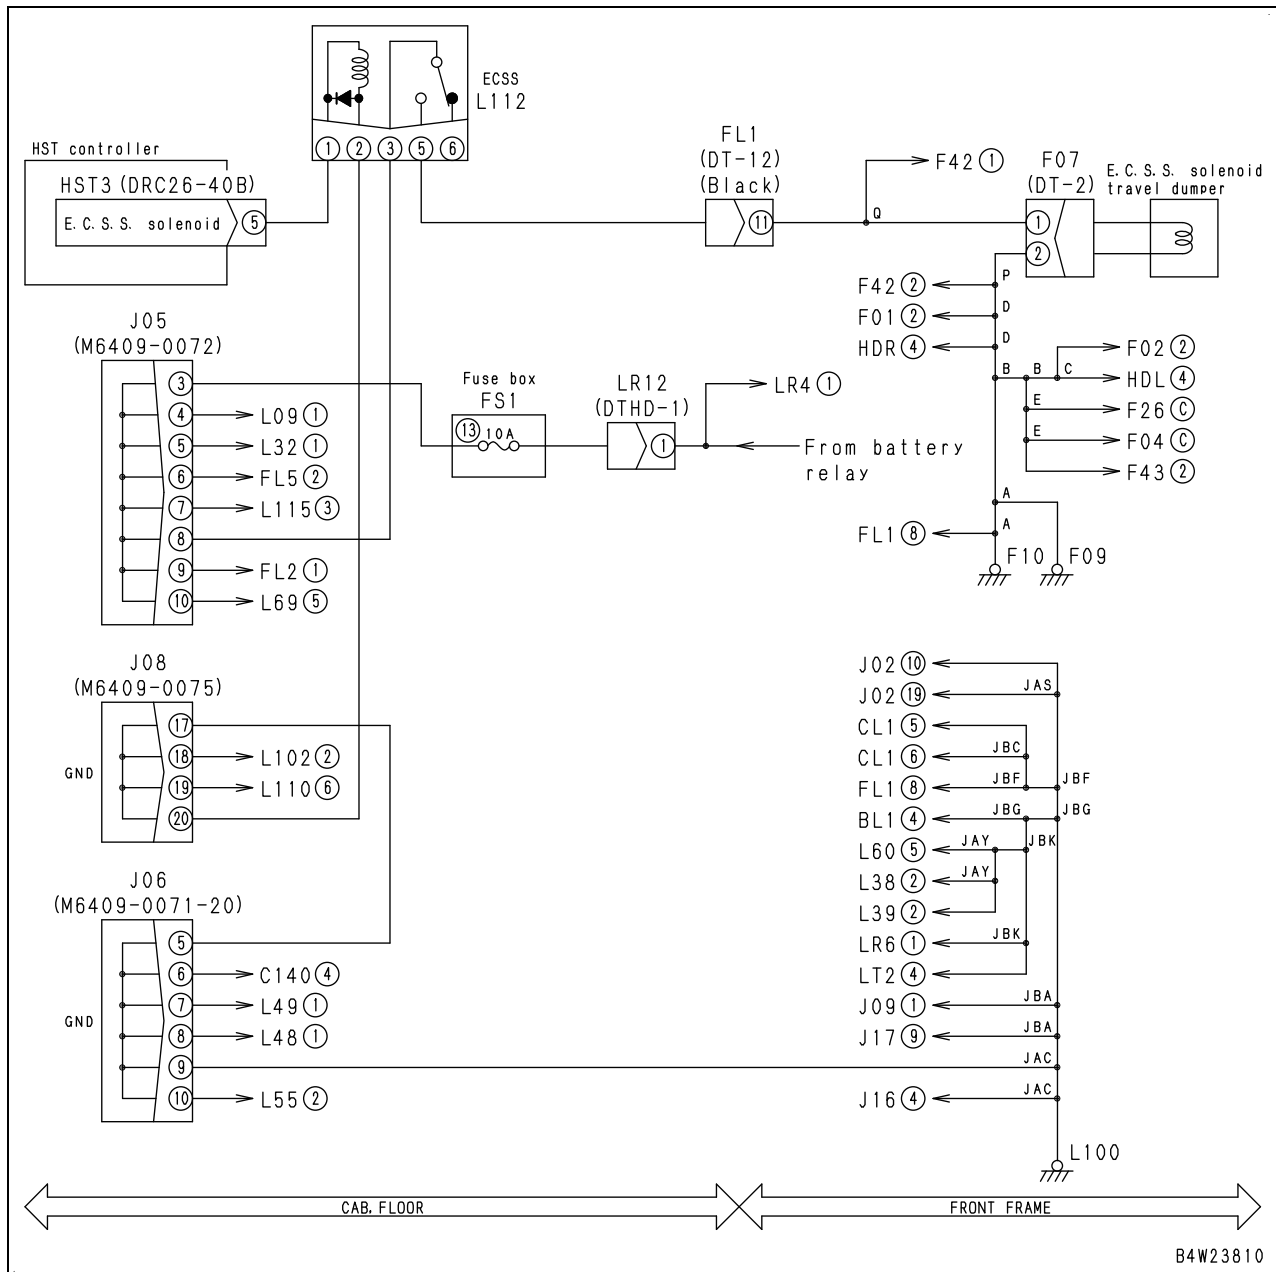 ECSS
L112
1 2 3 5 6
HST controller
HST3 (DRC26-40B)
E.C.S.S. solenoid 5
FL1
(DT-12)
(Black)
11
Q
F42 1
F07
(DT-2)
1
2
E.C.S.S. solenoid
travel dumper
P
F42 2
D
F01 2
D
HDR 4
B B C
F02 2
HDL 4
E
F26 C
E
F04 C
F43 2
A
A
FL1 8
F10 F09
J05
(M6409-0072)
3
4 L09 1
5 L32 1
6 FL5 2
7 L115 3
8
9 FL2 1
10 L69 5
Fuse box
FS1
13 10A
LR12
(DTHD-1)
1
LR4 1
From battery
relay
J08
(M6409-0075)
17
18 L102 2
GND
19 L110 6
20
J06
(M6409-0071-20)
5
6 C140 4
7 L49 1
GND
8 L48 1
9
10 L55 2
J02 10
J02 19 JAS
CL1 5
CL1 6 JBC
FL1 8 JBF JBF
BL1 4 JBG JBG
L60 5 JAY JBK
L38 2 JAY
L39 2
LR6 1 JBK
LT2 4
J09 1 JBA
J17 9 JBA
JAC
J16 4 JAC
L100
CAB. FLOOR
FRONT FRAME
B4W23810